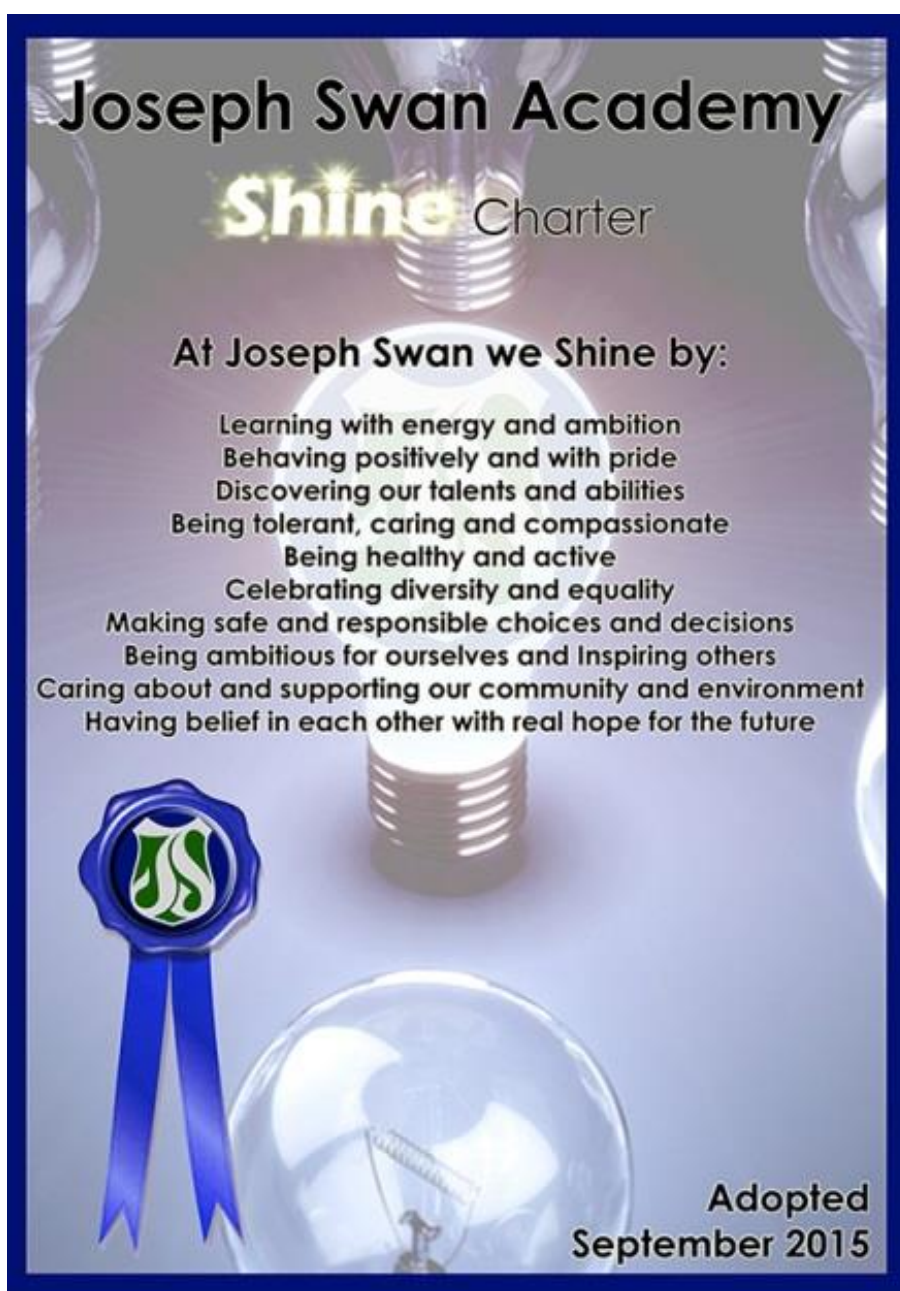 Joseph Swan Academy
Shine Charter
At Joseph Swan we Shine by:
Learning with energy and ambition
Behaving positively and with pride
Discovering our talents and abilities
Being tolerant, caring and compassionate
Being healthy and active
Celebrating diversity and equality
Making safe and responsible choices and decisions
Being ambitious for ourselves and Inspiring others
Caring about and supporting our community and environment
Having belief in each other with real hope for the future
JS
Adopted
September 2015